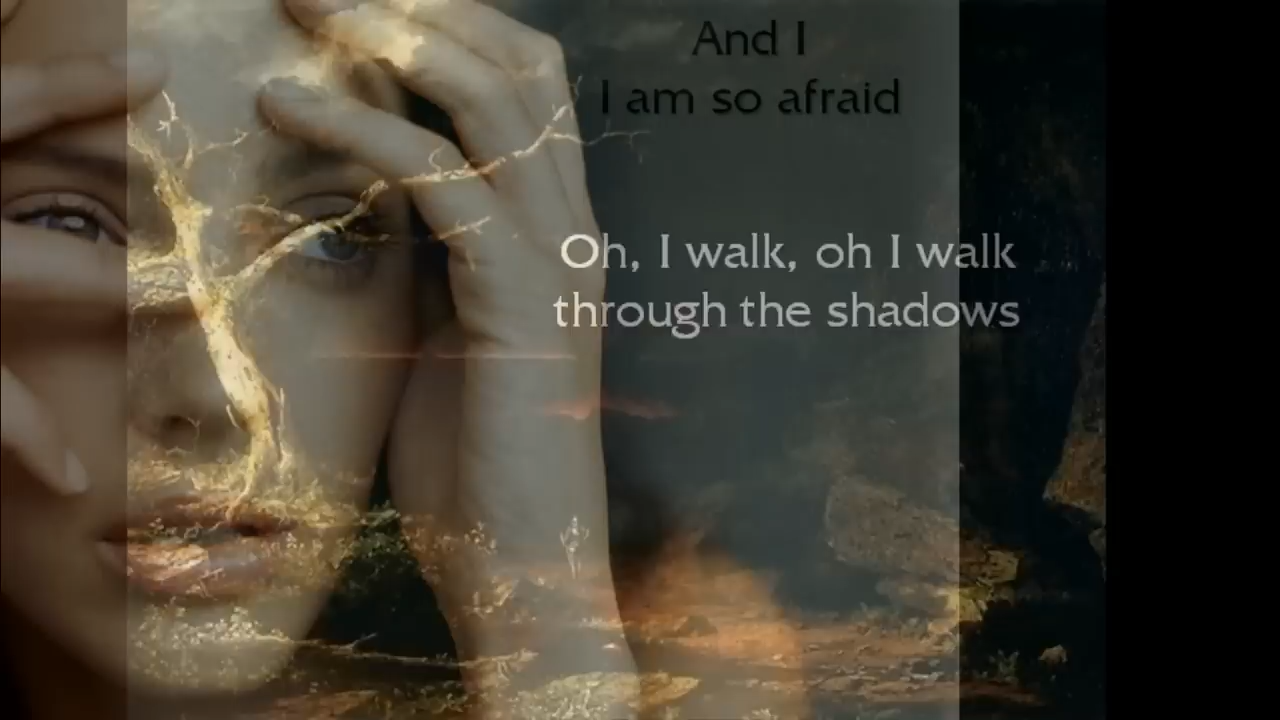 And I
I am so afraid
Oh, I walk, oh I walk
through the shadows